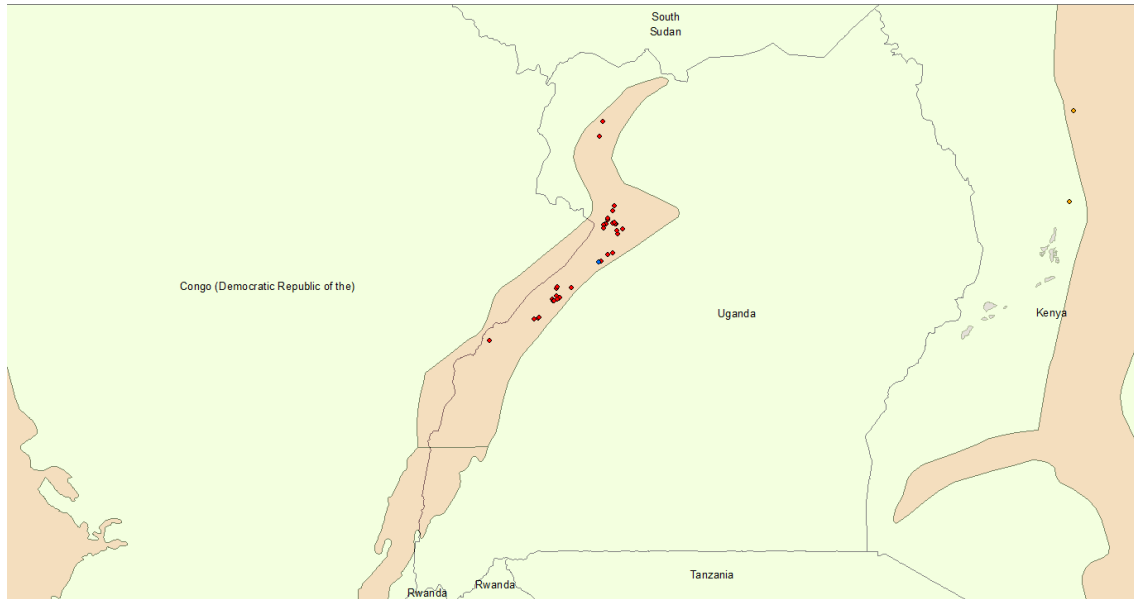 South
Sudan
Congo (Democratic Republic of the)
Uganda
Kenya
Tanzania
Rwanda
Rwanda